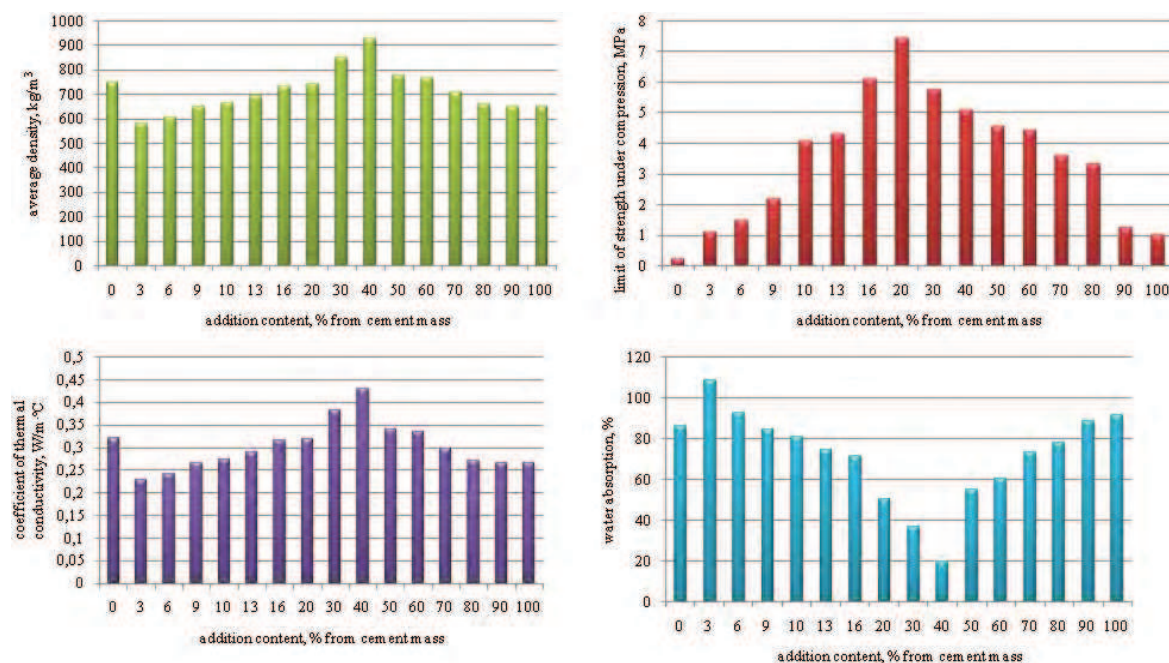 average density, kg/m³
1000
900
800
700
600
500
400
300
200
100
0
0 3 6 9 10 13 16 20 30 40 50 60 70 80 90 100
addition content, % from cement mass
limit of strength under compression, MPa
8
7
6
5
4
3
2
1
0
0 3 6 9 10 13 16 20 30 40 50 60 70 80 90 100
addition content, % from cement mass
coefficient of thermal
conductivity, W/m·°C
0,5
0,45
0,4
0,35
0,3
0,25
0,2
0,15
0,1
0,05
0
0 3 6 9 10 13 16 20 30 40 50 60 70 80 90 100
addition content, % from cement mass
water absorption, %
120
100
80
60
40
20
0
0 3 6 9 10 13 16 20 30 40 50 60 70 80 90 100
addition content, % from cement mass